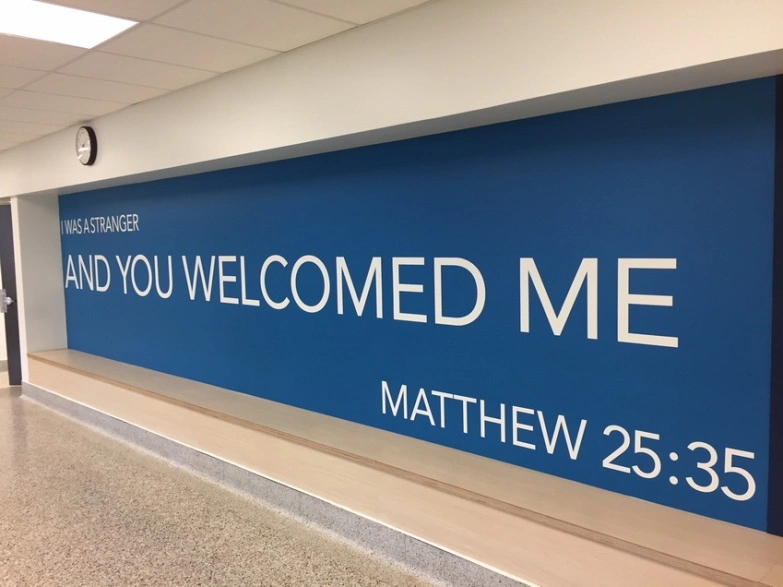 I WAS A STRANGER
AND YOU WELCOMED ME
MATTHEW 25:35